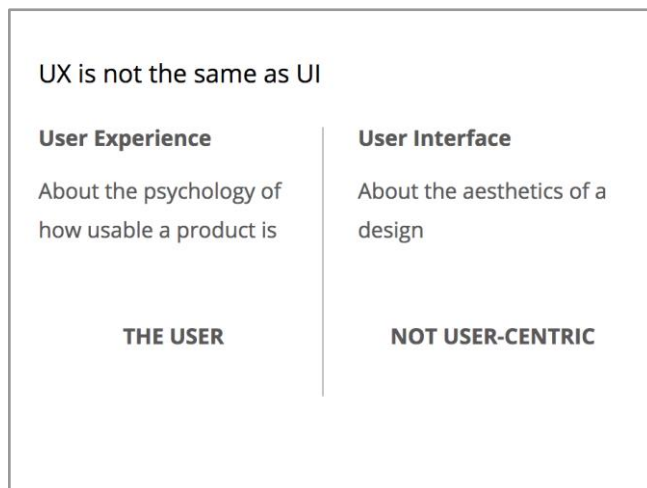 UX is not the same as UI
User Experience
About the psychology of
how usable a product is
THE USER
User Interface
About the aesthetics of a
design
NOT USER-CENTRIC